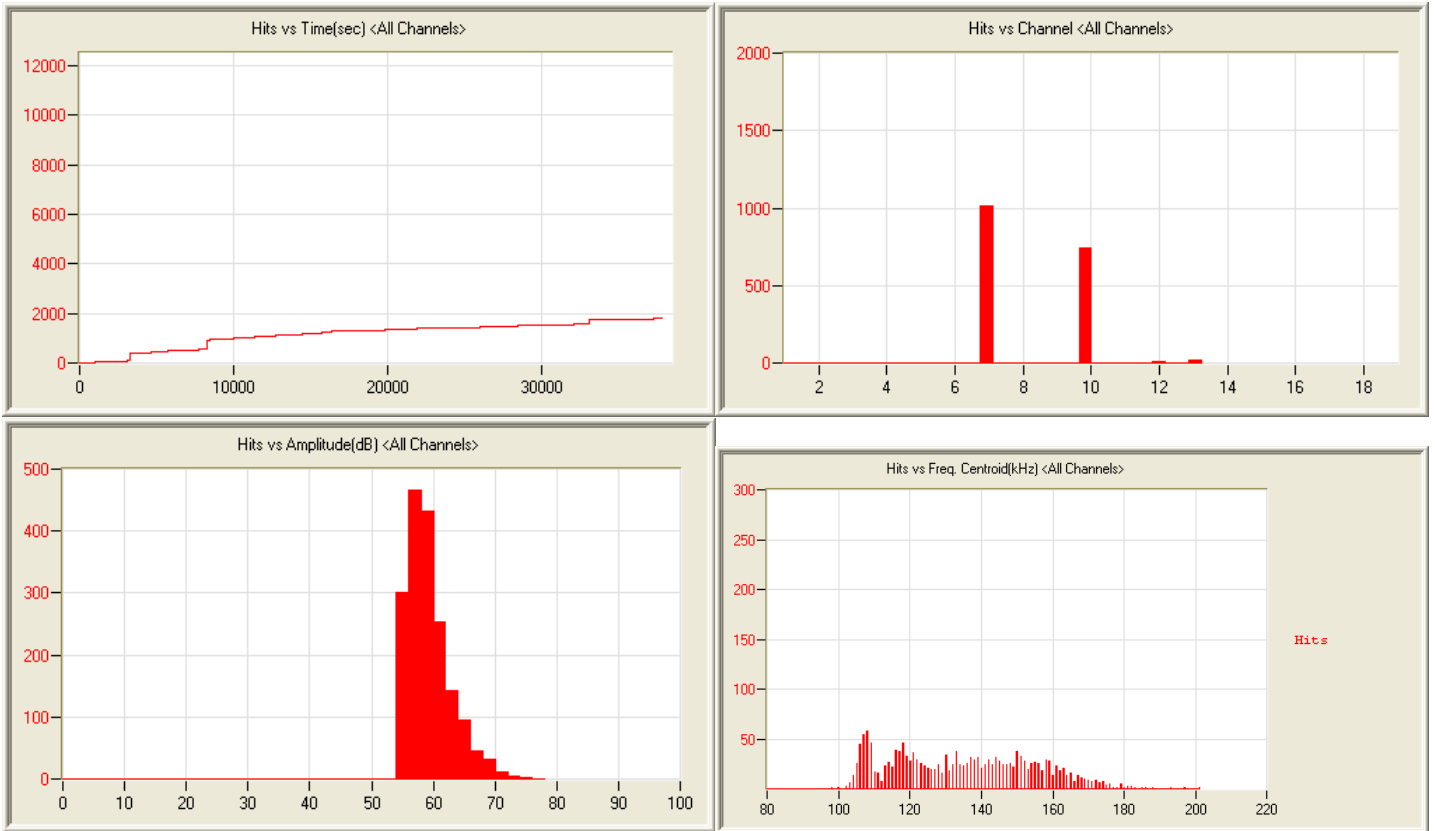 Hits vs Time(sec) <All Channels>
12000
10000
8000
6000
4000
2000
0
0 10000 20000 30000
Hits vs Channel <All Channels>
2000
1500
1000
500
0
2 4 6 8 10 12 14 16 18
Hits vs Amplitude(dB) <All Channels>
500
400
300
200
100
0
0 10 20 30 40 50 60 70 80 90 100
Hits vs Freq. Centroid(kHz) <All Channels>
300
250
200
150
100
50
80 100 120 140 160 180 200 220
Hits